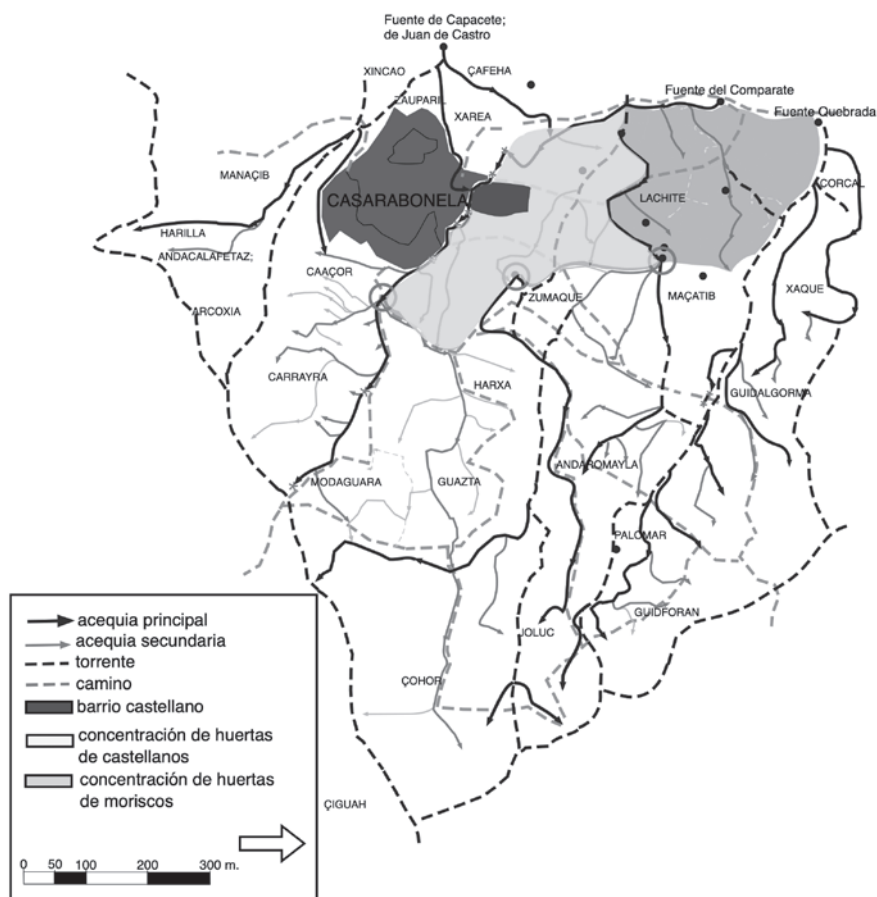 Fuente de Capacete;
de Juan de Castro
XINCAO
ÇAFEHA
ZAUPARIL
XAREA
Fuente del Comparate
Fuente Quebrada
MANAÇIB
CASARABONELA
LACHITE
CORCAL
HARILLA
ANDACALAFETAZ;
CAAÇOR
ZUMAQUE
MAÇATIB
XAQUE
ARCOXIA
CARRAYRA
HARXA
GUIDALGORMA
MODAGUARA
GUAZTA
ANDAROMAYLA
PALOMAR
GUIDFORAN
JOLUC
ÇOHOR
ÇIGUAH
acequia principal
acequia secundaria
torrente
camino
barrio castellano
concentración de huertas
de castellanos
concentración de huertas
de moriscos
0 50 100 200 300 m.